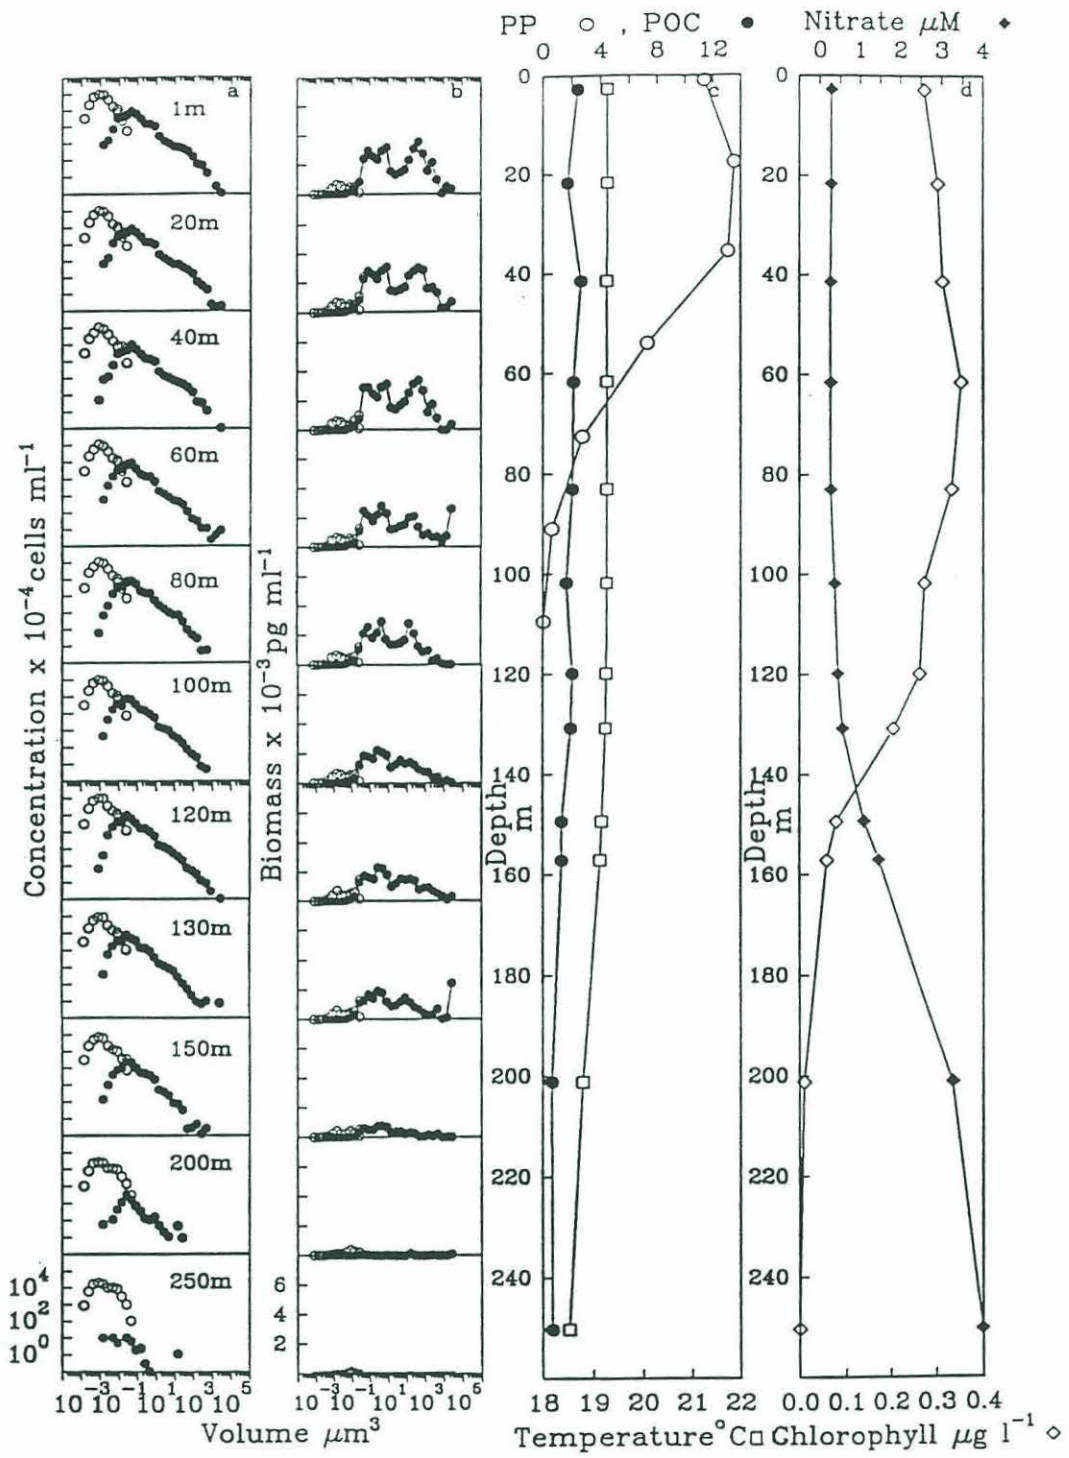 PP ○ , POC ●
Nitrate μM ◆
0 4 8 12
0 1 2 3 4
a
b
c
d
1m
20m
40m
60m
80m
100m
120m
130m
150m
200m
250m
Concentration x 10⁻⁴ cells ml⁻¹
10⁴
10²
10⁰
10⁻³ 10⁻¹ 10¹ 10³ 10⁵
Biomass x 10⁻³ pg ml⁻¹
6
4
2
10⁻³ 10⁻¹ 10¹ 10³ 10⁵
Volume μm³
0
20
40
60
80
100
120
140
Depth
m
160
180
200
220
240
18 19 20 21 22
Temperature°C□
0
20
40
60
80
100
120
140
Depth
m
160
180
200
220
240
0.0 0.1 0.2 0.3 0.4
Chlorophyll μg l⁻¹ ◇